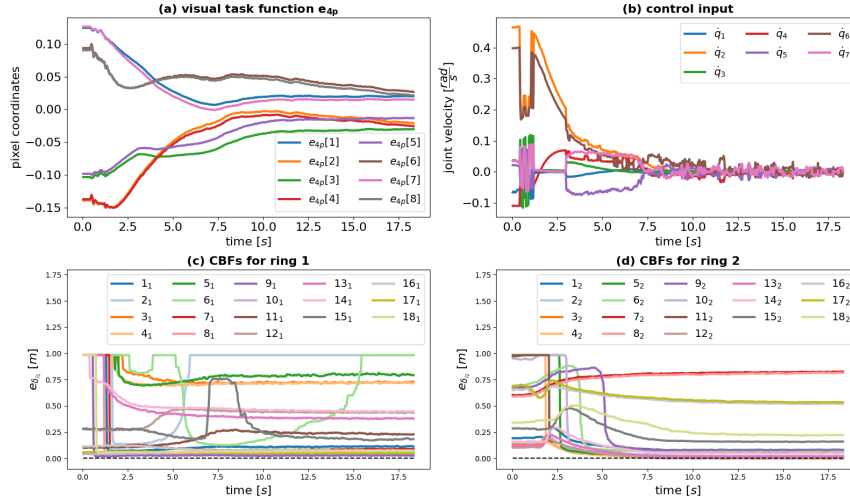 (a) visual task function e4p
pixel coordinates
0.10
0.05
0.00
−0.05
−0.10
−0.15
e4p[1]
e4p[2]
e4p[3]
e4p[4]
e4p[5]
e4p[6]
e4p[7]
e4p[8]
0.0 2.5 5.0 7.5 10.0 12.5 15.0 17.5
time [s]
(b) control input
joint velocity [rad/s]
0.4
0.3
0.2
0.1
0.0
−0.1
q̇1
q̇2
q̇3
q̇4
q̇5
q̇6
q̇7
0.0 2.5 5.0 7.5 10.0 12.5 15.0 17.5
time [s]
(c) CBFs for ring 1
1.75
1.50
1.25
1.00
0.75
0.50
0.25
0.00
1₁ 5₁ 9₁ 13₁ 16₁
2₁ 6₁ 10₁ 14₁ 17₁
3₁ 7₁ 11₁ 15₁ 18₁
4₁ 8₁ 12₁
0.0 2.5 5.0 7.5 10.0 12.5 15.0 17.5
time [s]
(d) CBFs for ring 2
1.75
1.50
1.25
1.00
0.75
0.50
0.25
0.00
1₂ 5₂ 9₂ 13₂ 16₂
2₂ 6₂ 10₂ 14₂ 17₂
3₂ 7₂ 11₂ 15₂ 18₂
4₂ 8₂ 12₂
0.0 2.5 5.0 7.5 10.0 12.5 15.0 17.5
time [s]